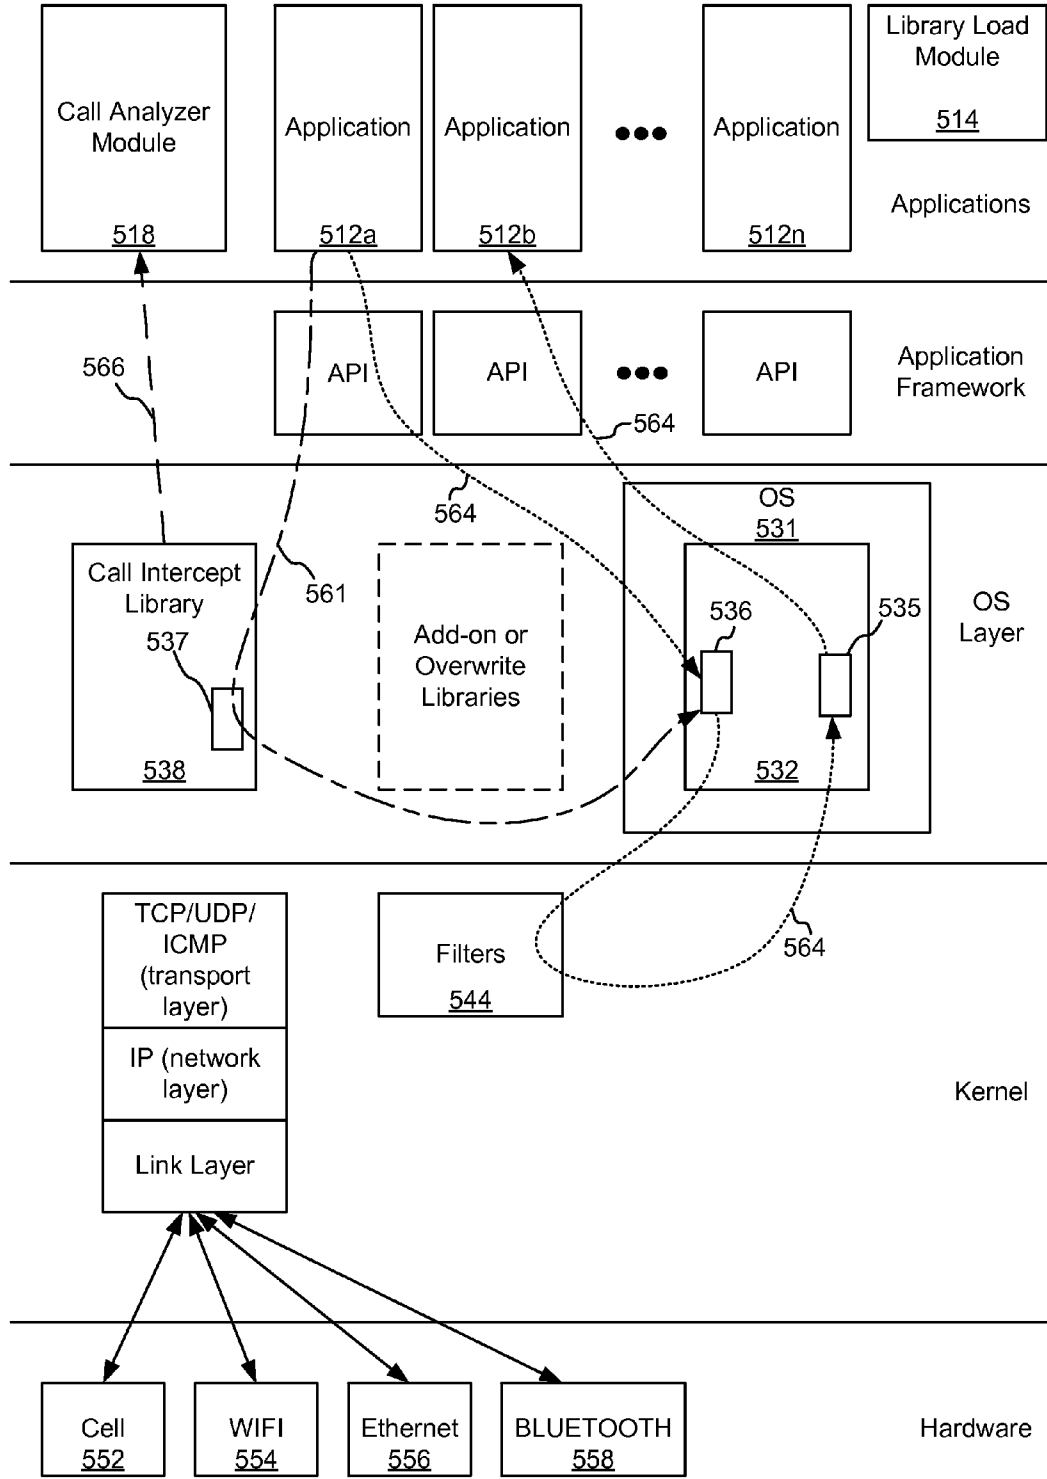 Call Analyzer
Module
518
Application
512a
Application
512b
Application
512n
Library Load
Module
514
Applications
566
API
API
API
564
Application
Framework
564
561
Call Intercept
Library
537
538
Add-on or
Overwrite
Libraries
OS
531
536
535
532
OS
Layer
TCP/UDP/
ICMP
(transport
layer)
IP (network
layer)
Link Layer
Filters
544
564
Kernel
Cell
552
WIFI
554
Ethernet
556
BLUETOOTH
558
Hardware